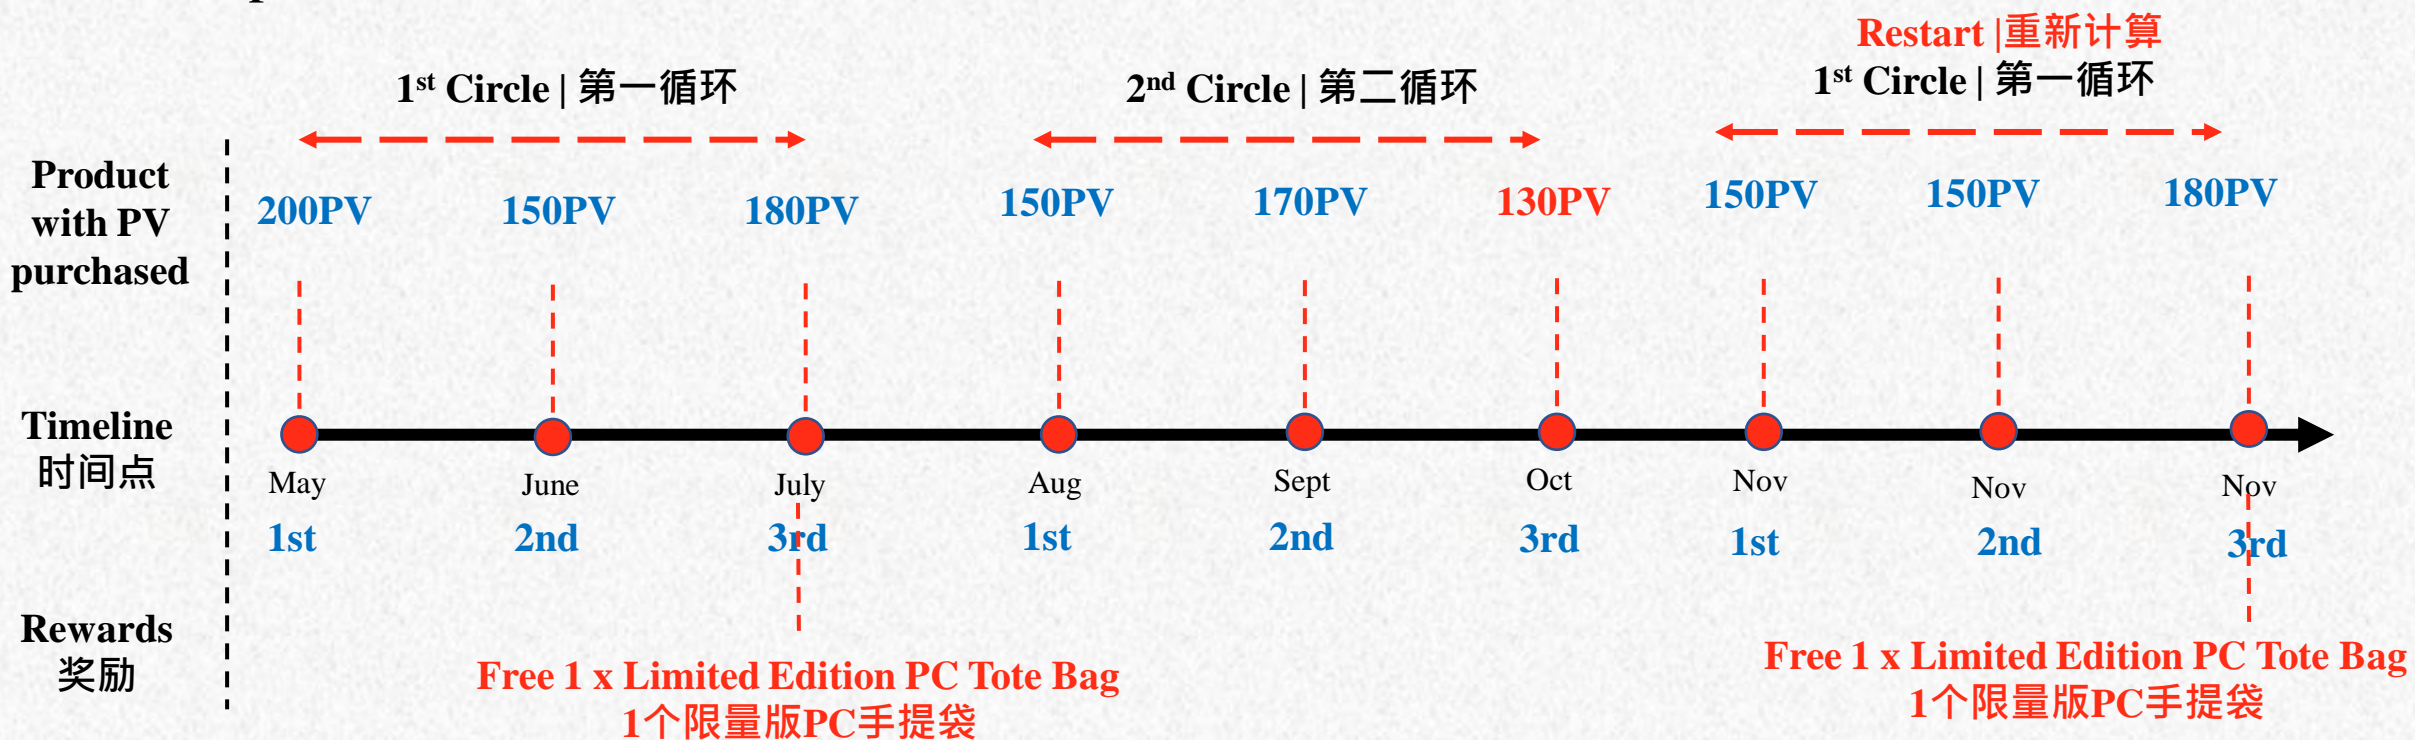 Restart |重新计算
1st Circle | 第一循环
2nd Circle | 第二循环
1st Circle | 第一循环
Product
with PV
purchased
200PV
150PV
180PV
150PV
170PV
130PV
150PV
150PV
180PV
Timeline
时间点
May
June
July
Aug
Sept
Oct
Nov
Nov
Nov
1st
2nd
3rd
1st
2nd
3rd
1st
2nd
3rd
Rewards
奖励
Free 1 x Limited Edition PC Tote Bag
1个限量版PC手提袋
Free 1 x Limited Edition PC Tote Bag
1个限量版PC手提袋